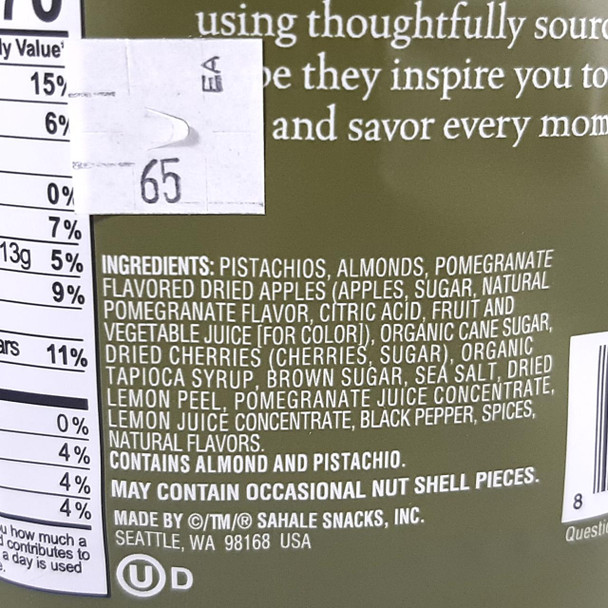 using thoughtfully
they inspire you to
and savor every
EA
65
Value
15%
6%
0%
7%
13g 5%
9%
11%
0%
4%
4%
4%
how much a
contributes to
a day is used
INGREDIENTS: PISTACHIOS, ALMONDS, POMEGRANATE
FLAVORED DRIED APPLES (APPLES, SUGAR, NATURAL
POMEGRANATE FLAVOR, CITRIC ACID, FRUIT AND
VEGETABLE JUICE [FOR COLOR]), ORGANIC CANE SUGAR,
DRIED CHERRIES (CHERRIES, SUGAR), ORGANIC
TAPIOCA SYRUP, BROWN SUGAR, SEA SALT, DRIED
LEMON PEEL, POMEGRANATE JUICE CONCENTRATE,
LEMON JUICE CONCENTRATE, BLACK PEPPER, SPICES,
NATURAL FLAVORS.
CONTAINS ALMOND AND PISTACHIO.
MAY CONTAIN OCCASIONAL NUT SHELL PIECES.
MADE BY ©/TM/® SAHALE SNACKS, INC.
SEATTLE, WA 98168 USA
U D
8